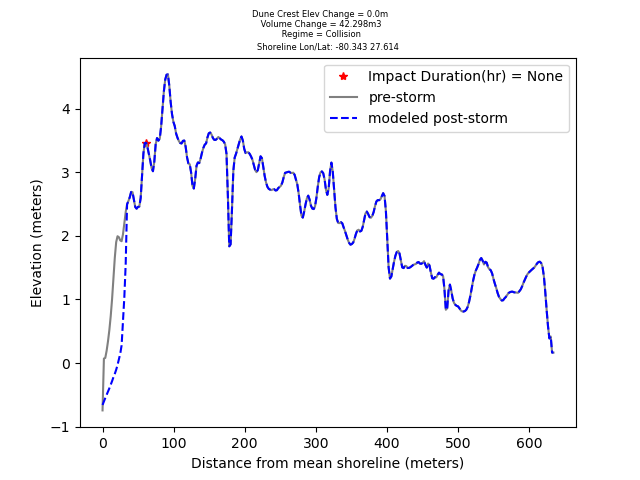 Dune Crest Elev Change = 0.0m
Volume Change = 42.298m3
Regime = Collision
Shoreline Lon/Lat: -80.343 27.614
Impact Duration(hr) = None
pre-storm
modeled post-storm
4
3
2
1
0
−1
Elevation (meters)
0 100 200 300 400 500 600
Distance from mean shoreline (meters)